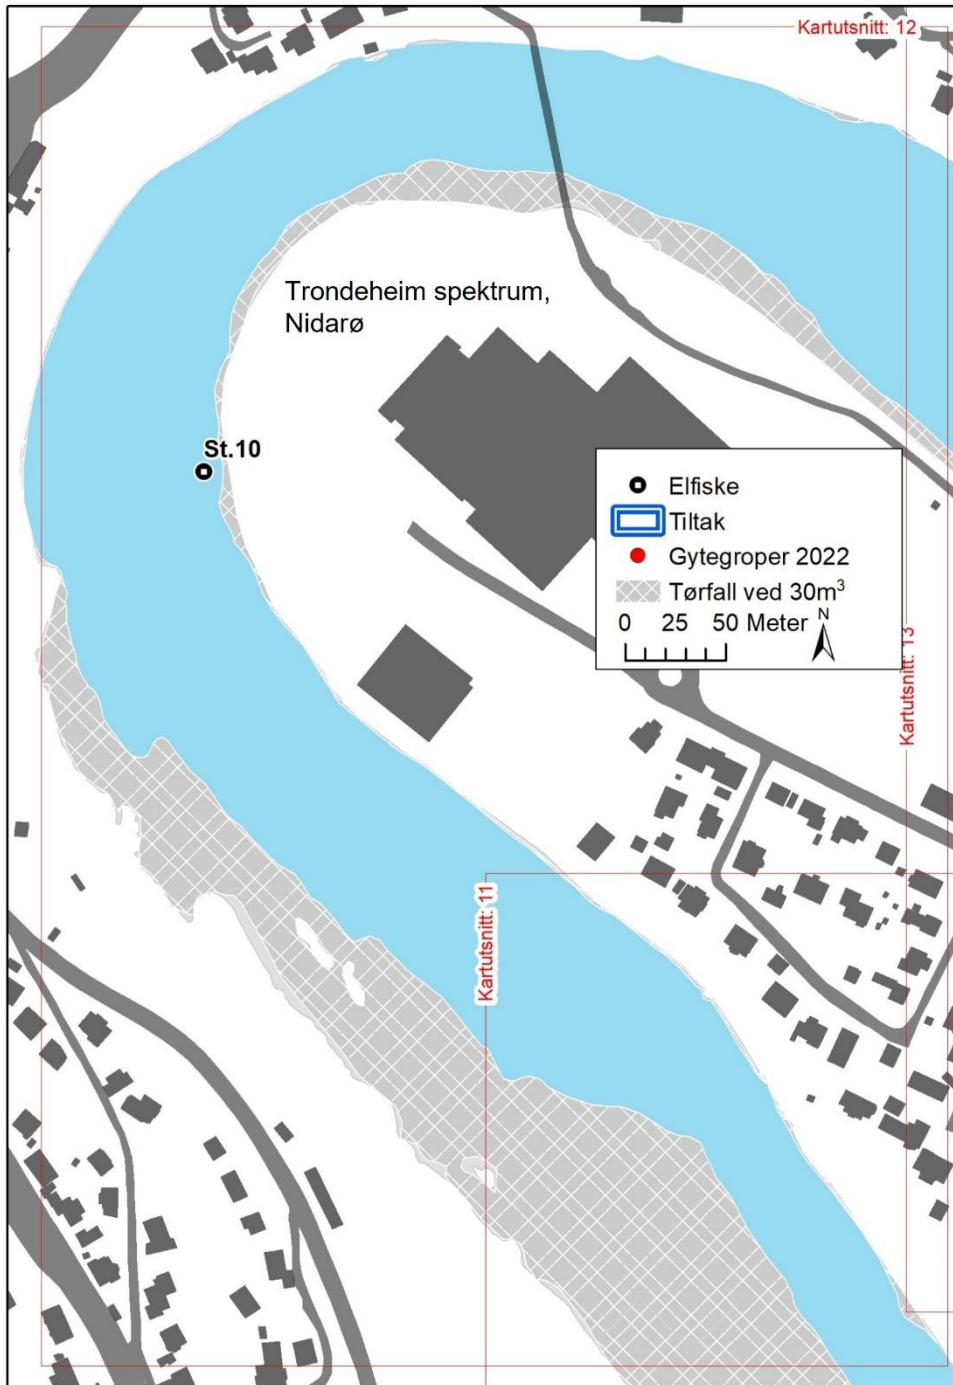 Kartutsnitt: 12
Trondeheim spektrum,
Nidarø
St.10
Elfiske
Tiltak
Gytegroper 2022
Tørfall ved 30m³
0 25 50 Meter
N
Kartutsnitt: 13
Kartutsnitt: 11